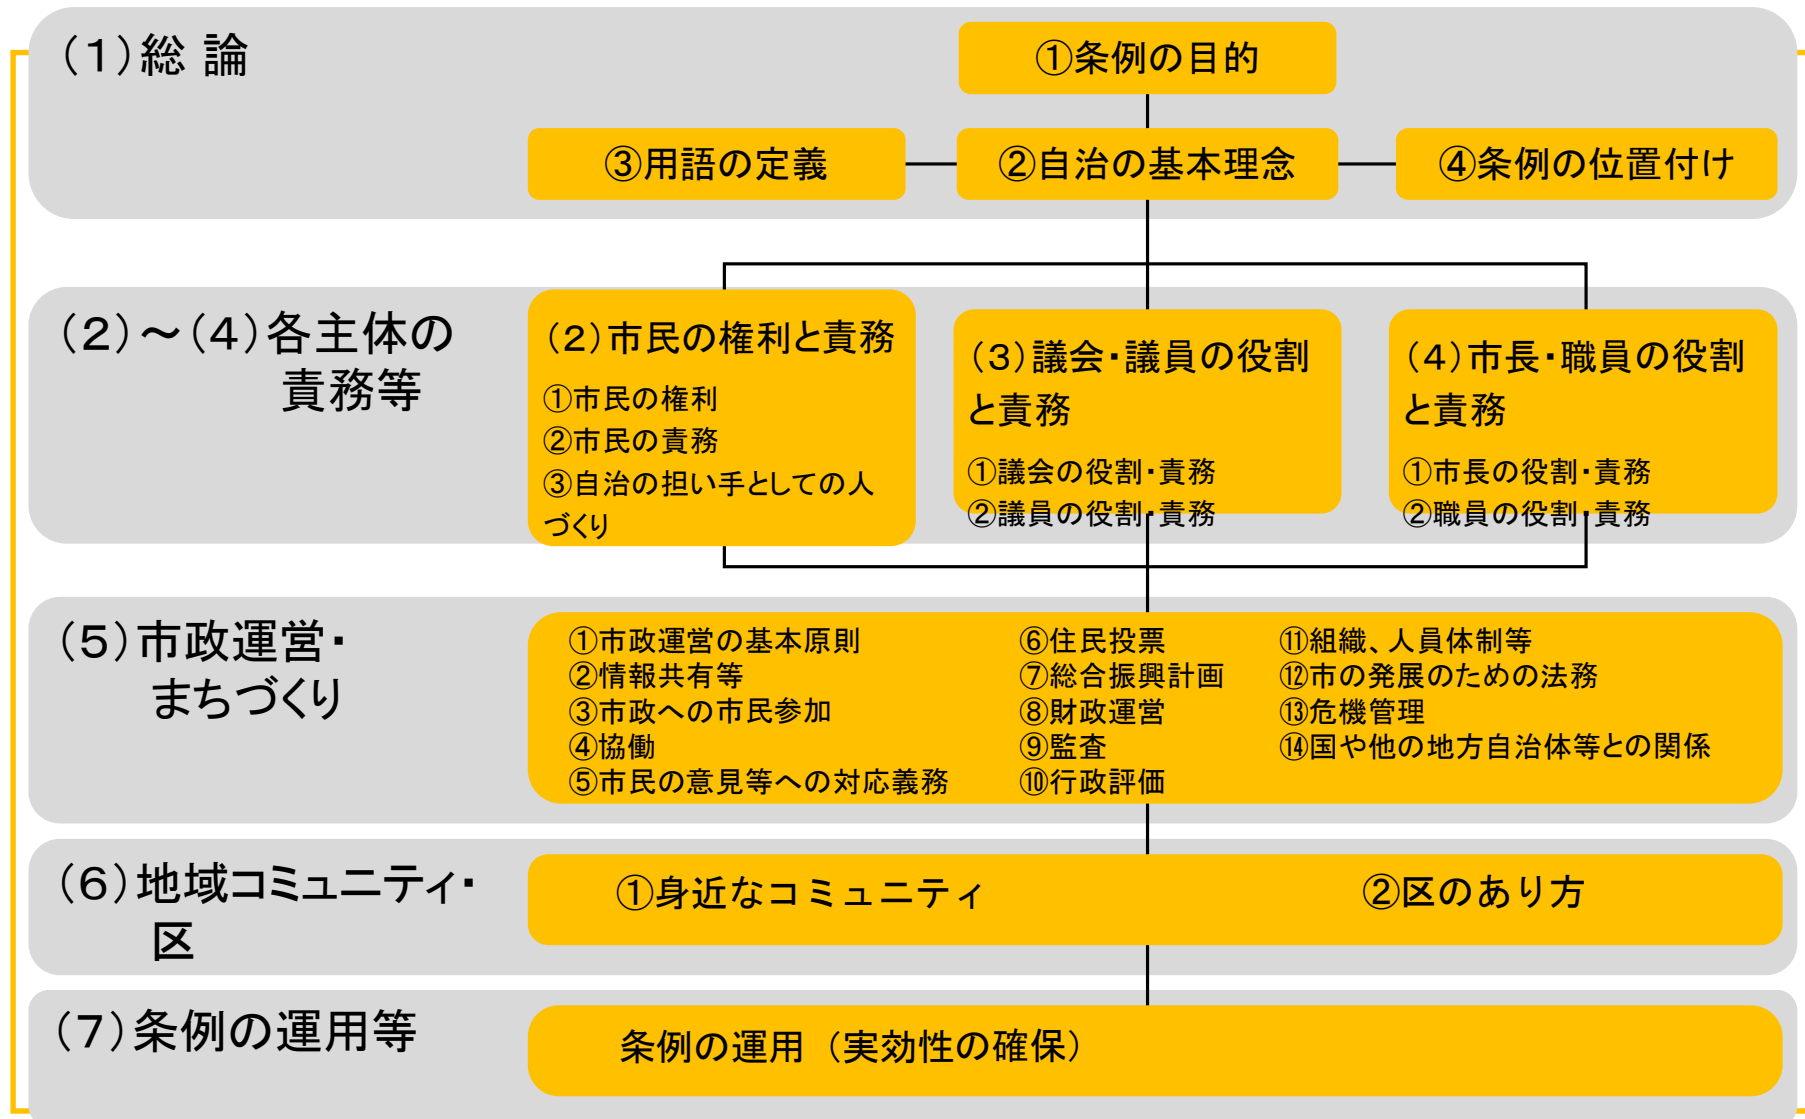 （１）総 論
①条例の目的
③用語の定義
②自治の基本理念
④条例の位置付け
（２）～（４）各主体の
責務等
（２）市民の権利と責務
①市民の権利
②市民の責務
③自治の担い手としての人
づくり
（３）議会・議員の役割
と責務
①議会の役割・責務
②議員の役割・責務
（４）市長・職員の役割
と責務
①市長の役割・責務
②職員の役割・責務
（５）市政運営・
まちづくり
①市政運営の基本原則
②情報共有等
③市政への市民参加
④協働
⑤市民の意見等への対応義務
⑥住民投票
⑦総合振興計画
⑧財政運営
⑨監査
⑩行政評価
⑪組織、人員体制等
⑫市の発展のための法務
⑬危機管理
⑭国や他の地方自治体等との関係
（６）地域コミュニティ・
区
①身近なコミュニティ
②区のあり方
（７）条例の運用等
条例の運用（実効性の確保）